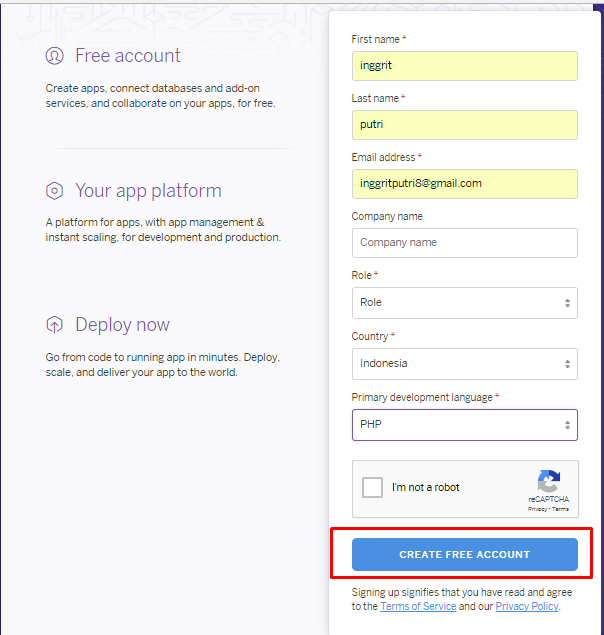 Free account
Create apps, connect databases and add-on
services, and collaborate on your apps, for free.
Your app platform
A platform for apps, with app management &
instant scaling, for development and production.
Deploy now
Go from code to running app in minutes. Deploy,
scale, and deliver your app to the world.
First name *
inggrit
Last name *
putri
Email address *
inggritputri8@gmail.com
Company name
Company name
Role *
Role
Country *
Indonesia
Primary development language *
PHP
I'm not a robot
reCAPTCHA
Privacy - Terms
CREATE FREE ACCOUNT
Signing up signifies that you have read and agree
to the Terms of Service and our Privacy Policy.